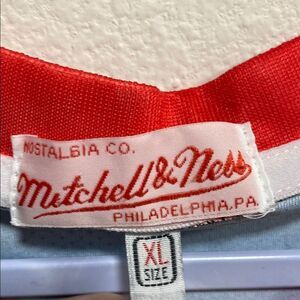 NOSTALGIA CO.
Mitchell & Ness
PHILADELPHIA, PA.
XL
SIZE